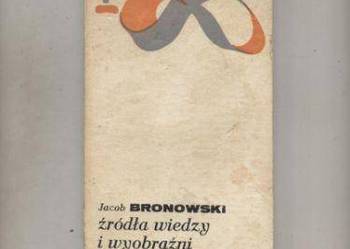 Jacob BRONOWSKI
źródła wiedzy
i wyobraźni